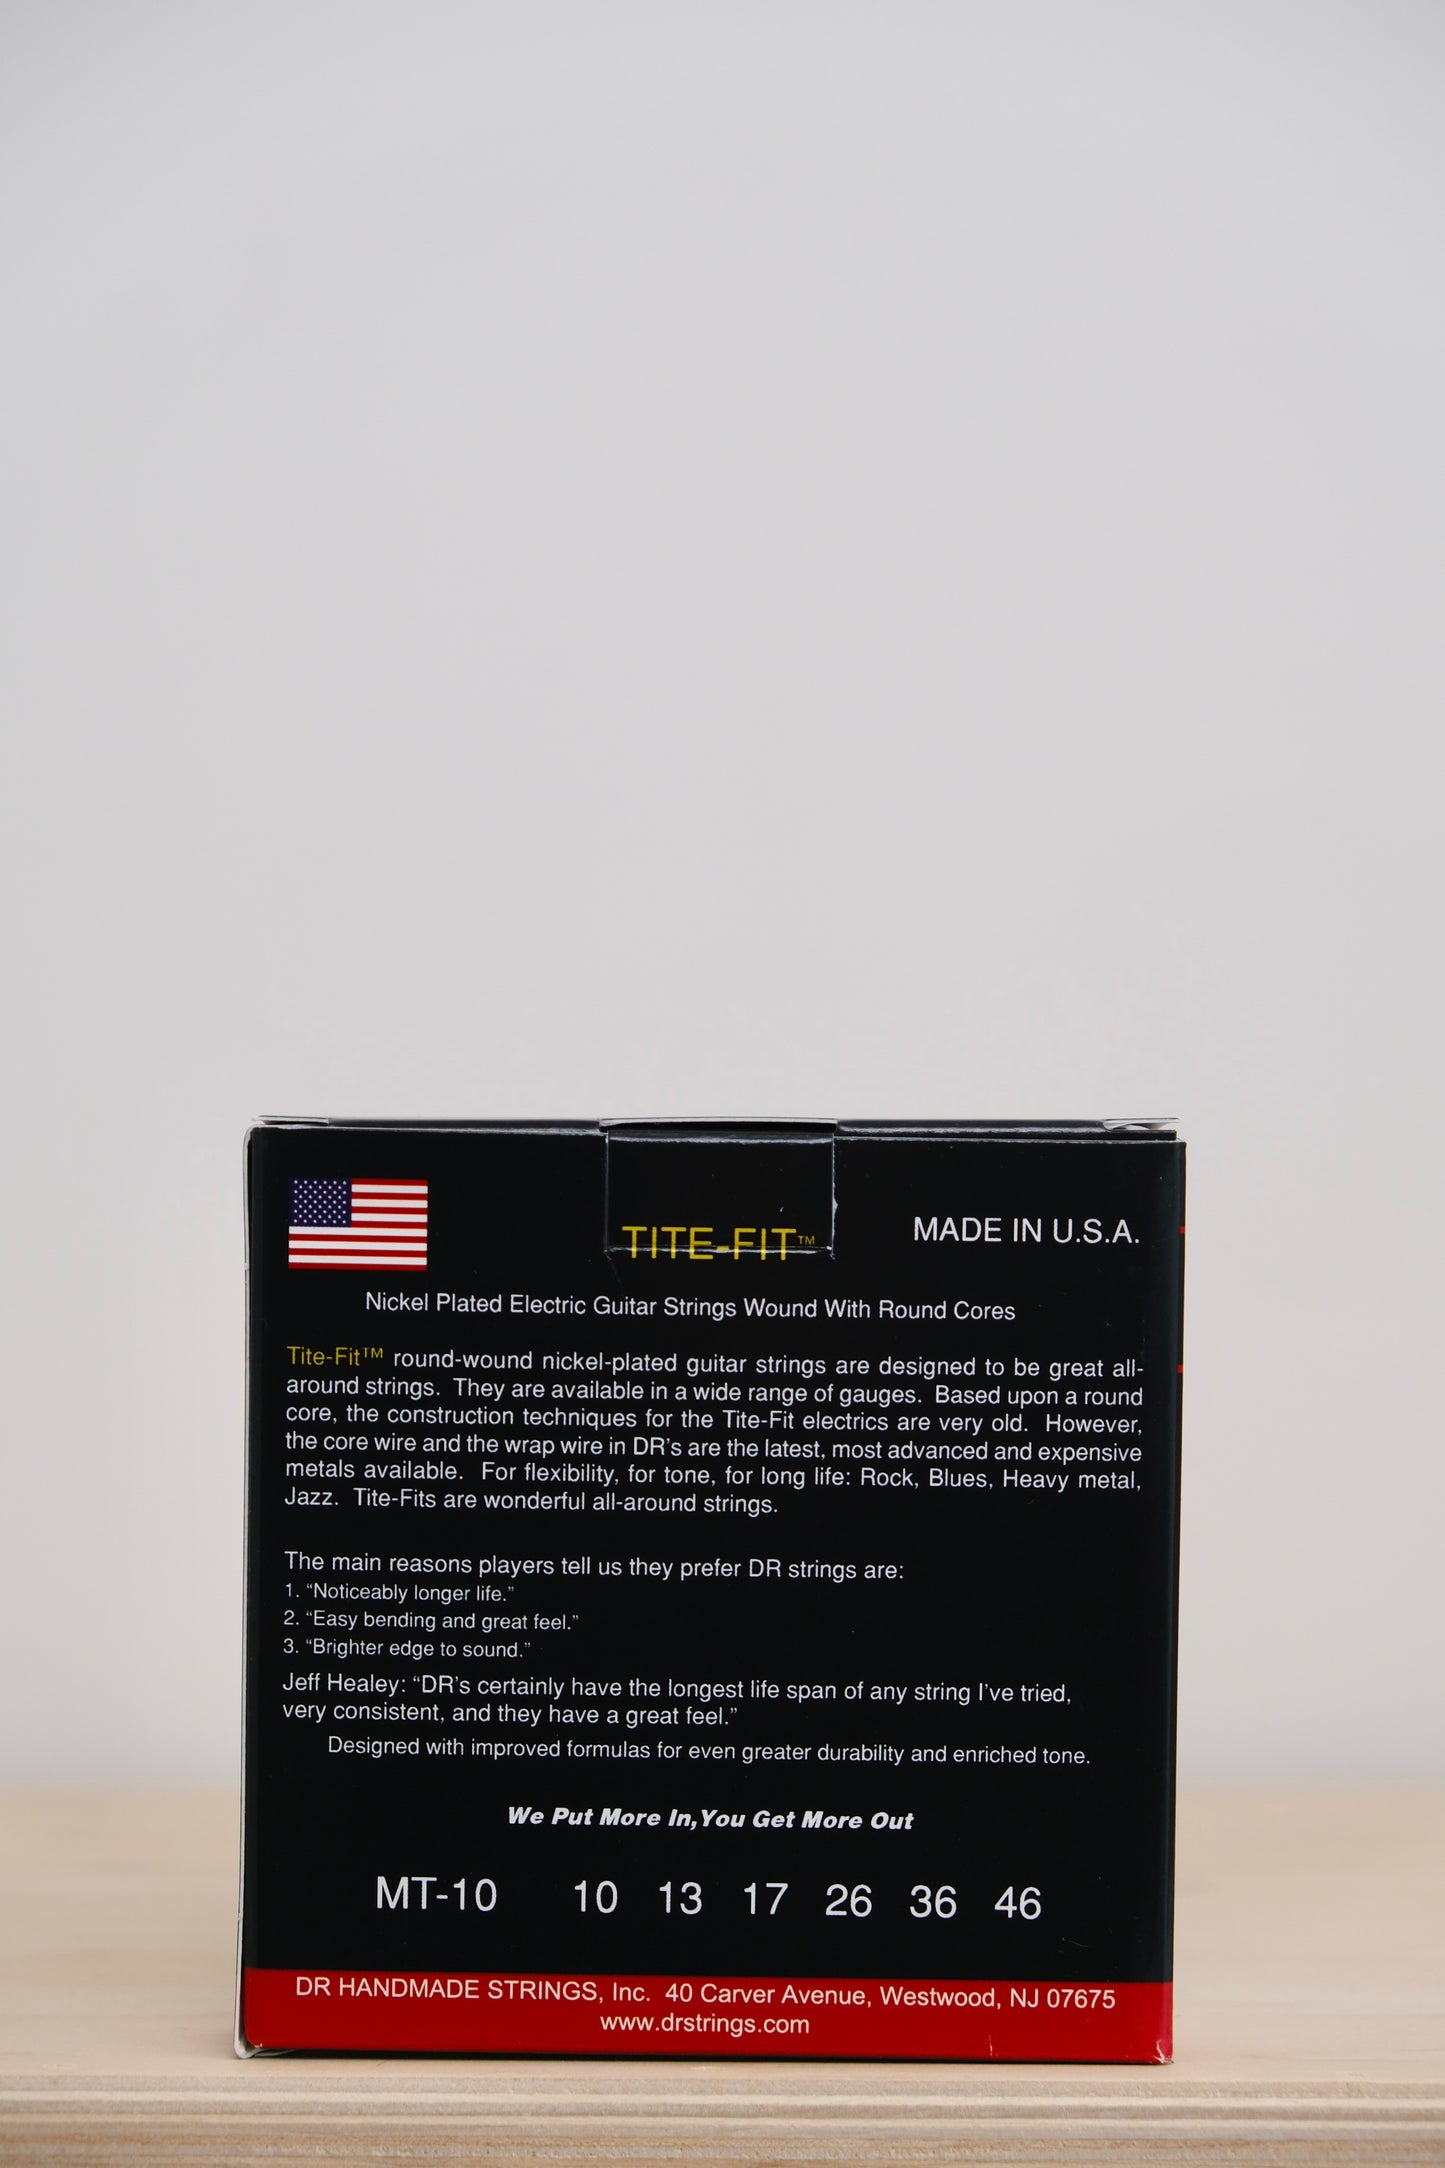 TITE-FIT™
MADE IN U.S.A.
Nickel Plated Electric Guitar Strings Wound With Round Cores
Tite-Fit™ round-wound nickel-plated guitar strings are designed to be great all-
around strings. They are available in a wide range of gauges. Based upon a round
core, the construction techniques for the Tite-Fit electrics are very old. However,
the core wire and the wrap wire in DR's are the latest, most advanced and expensive
metals available. For flexibility, for tone, for long life: Rock, Blues, Heavy metal,
Jazz. Tite-Fits are wonderful all-around strings.
The main reasons players tell us they prefer DR strings are:
1. “Noticeably longer life.”
2. “Easy bending and great feel.”
3. “Brighter edge to sound.”
Jeff Healey: “DR's certainly have the longest life span of any string I've tried,
very consistent, and they have a great feel.”
Designed with improved formulas for even greater durability and enriched tone.
We Put More In,You Get More Out
MT-10 10 13 17 26 36 46
DR HANDMADE STRINGS, Inc. 40 Carver Avenue, Westwood, NJ 07675
www.drstrings.com